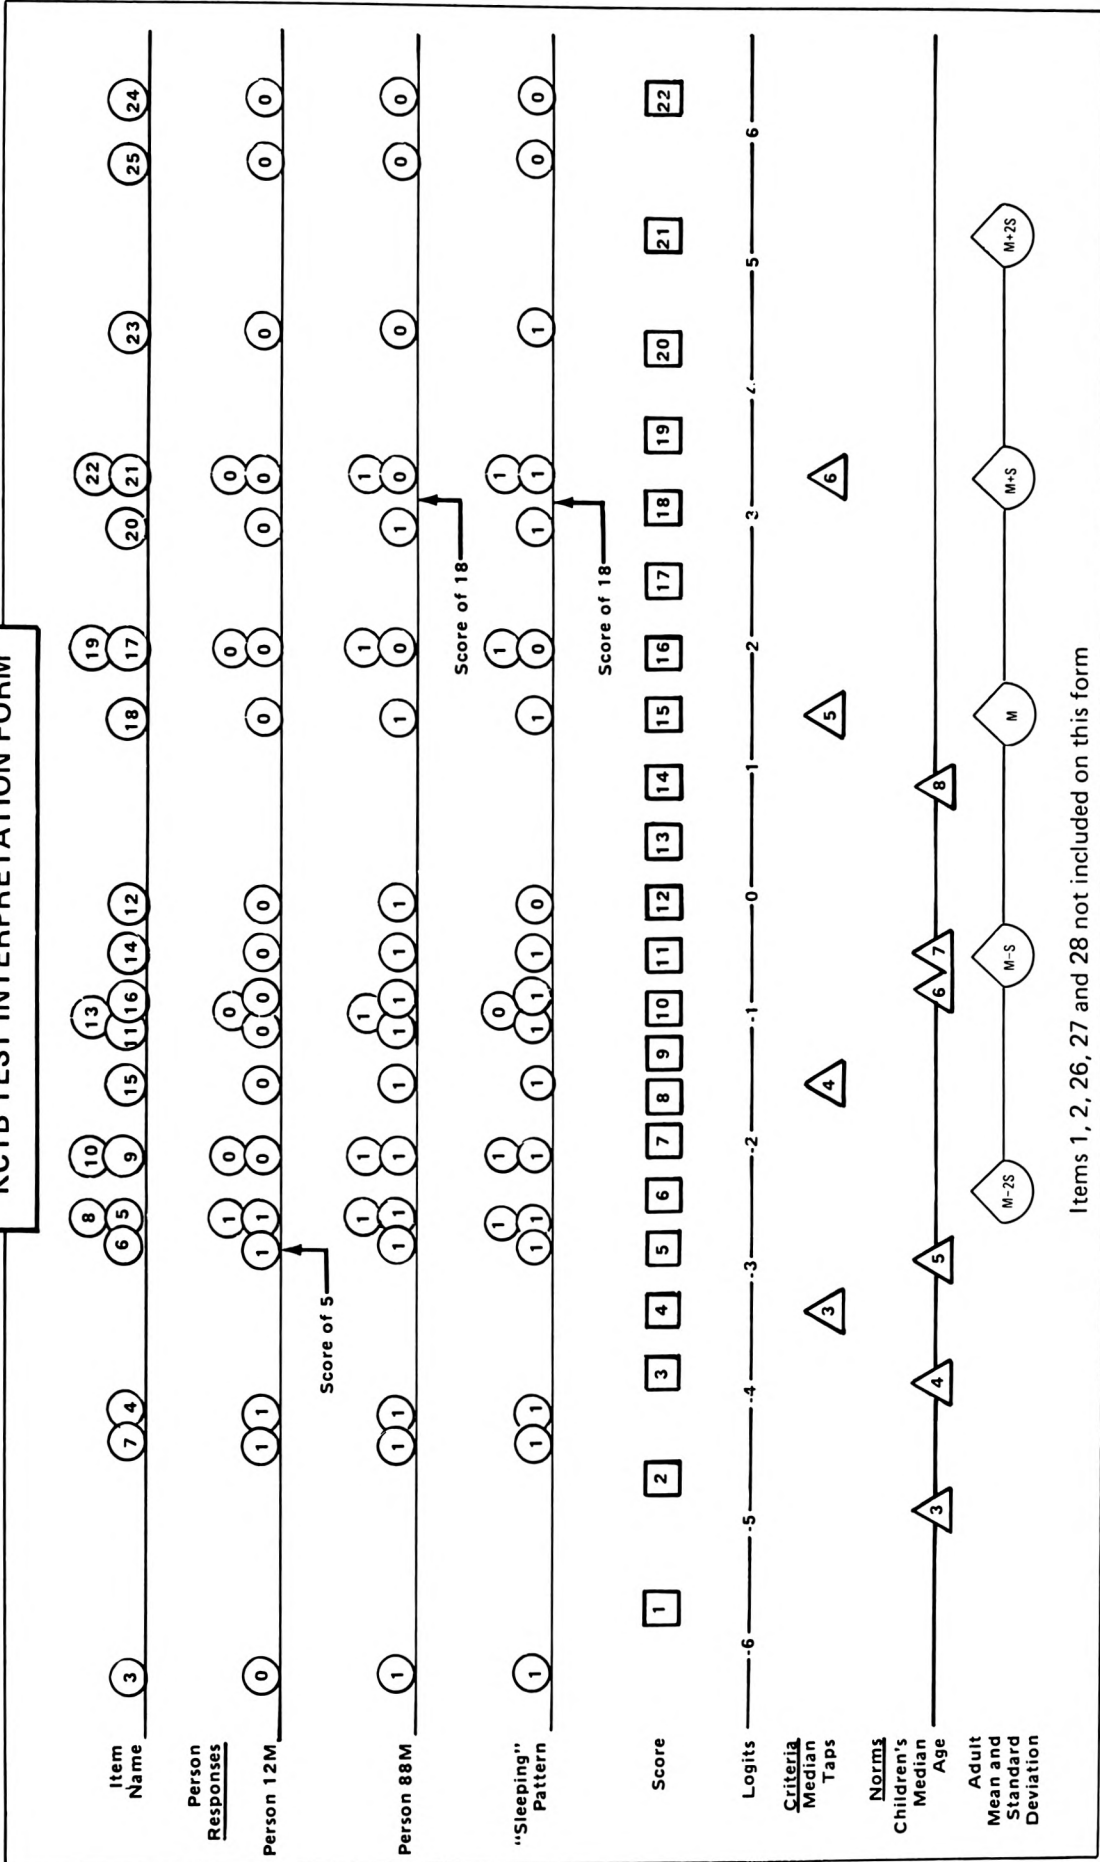 KCTB TEST INTERPRETATION FORM
Item
Name
8 10 13 19 22
3 7 4 6 5 9 15 11 16 14 12 18 17 20 21 23 25 24
Person
Responses
1 0 0 0 0
Person 12M 0 1 1 1 1 0 0 0 0 0 0 0 0 0 0 0 0 0
Score of 5
1 1 1 1 1
Person 88M 1 1 1 1 1 1 1 1 1 1 1 1 0 1 0 0 0 0
Score of 18
1 1 0 1 1
"Sleeping"
Pattern
1 1 1 1 1 1 1 1 1 1 0 1 0 1 1 1 0 0
Score of 18
Score 1 2 3 4 5 6 7 8 9 10 11 12 13 14 15 16 17 18 19 20 21 22
Logits -6 -5 -4 -3 -2 -1 0 1 2 3 5 6
Criteria
Median
Taps
3 4 5 6
Norms
Children's
Median
Age
3 4 5 6 7 8
Adult
Mean and
Standard
Deviation
M-2S M-S M M+S M+2S
Items 1, 2, 26, 27 and 28 not included on this form